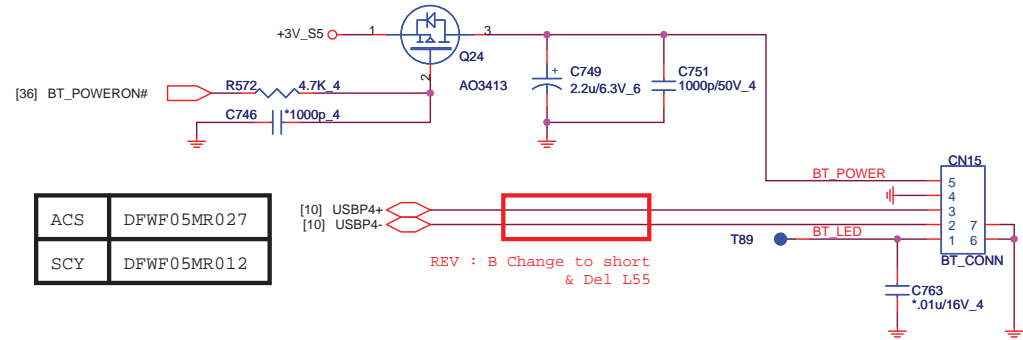 +3V_S5
1
3
Q24
2
AO3413
C749
2.2u/6.3V_6
C751
1000p/50V_4
[36] BT_POWERON#
R572
4.7K_4
C746
*1000p_4
CN15
BT_POWER
5
4
3
2 7
1 6
BT_CONN
ACS DFWF05MR027
SCY DFWF05MR012
[10] USBP4+
[10] USBP4-
T89
BT_LED
REV : B Change to short
& Del L55
C763
*.01u/16V_4